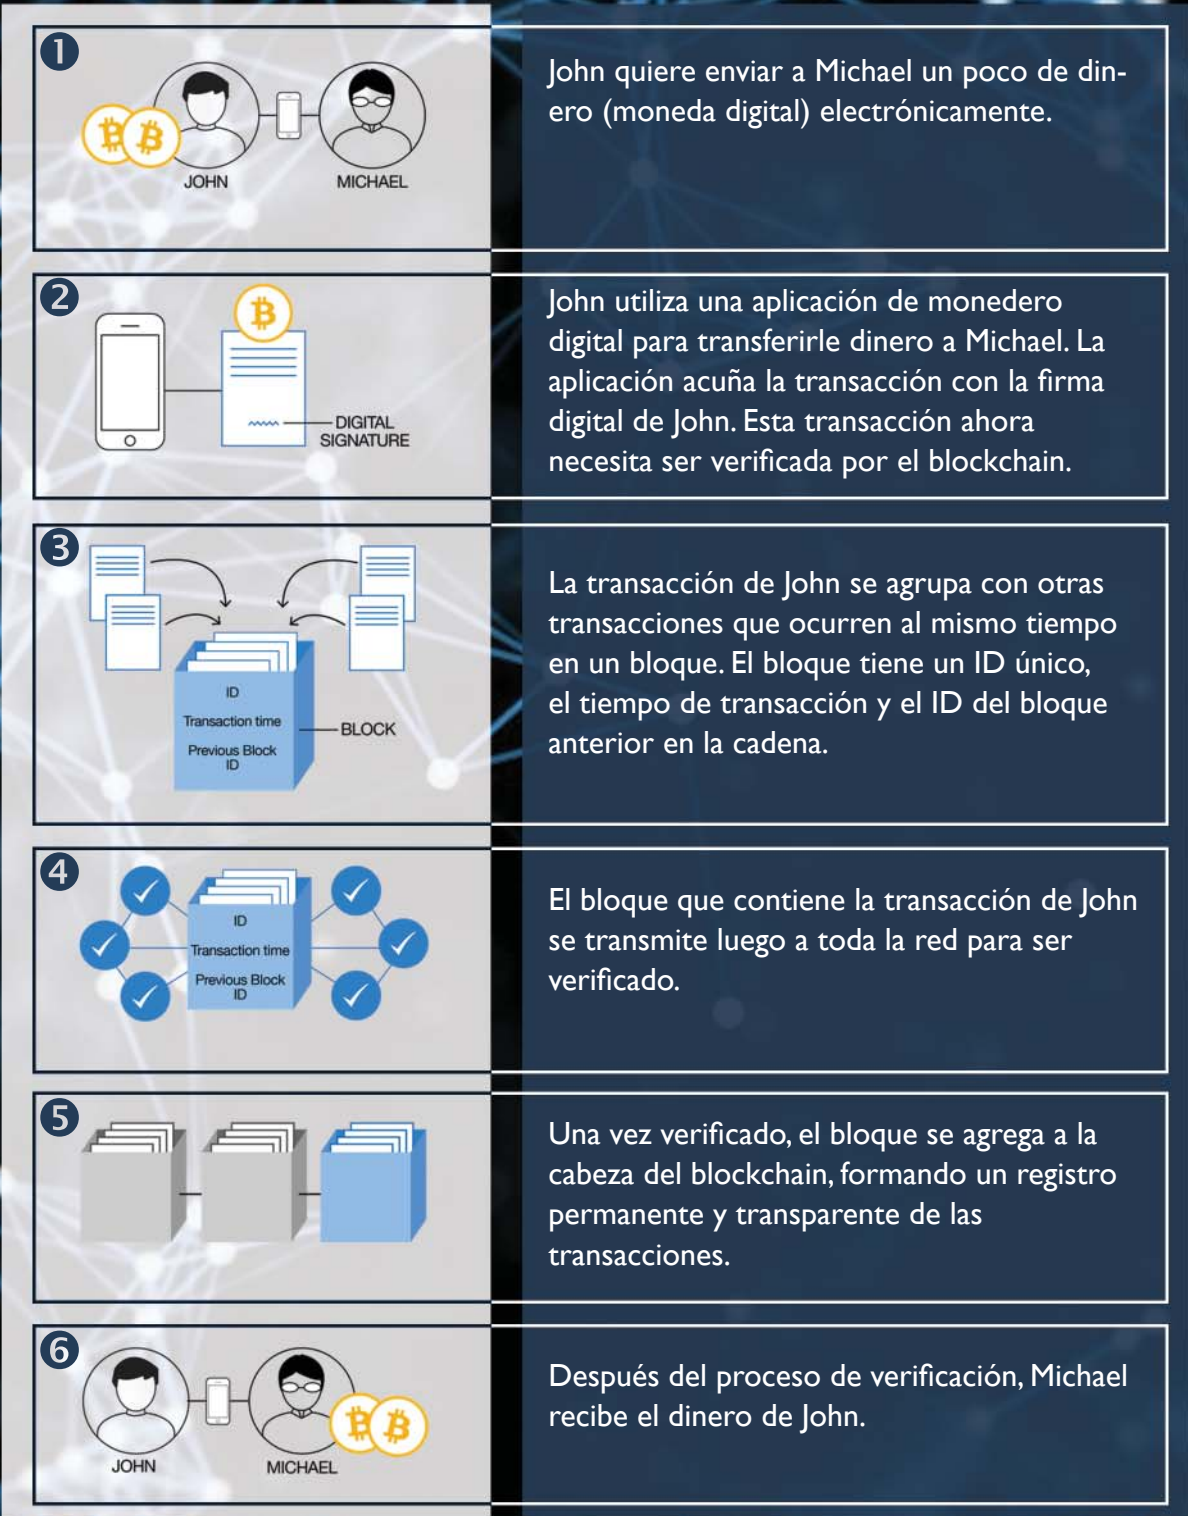 1
JOHN
MICHAEL
John quiere enviar a Michael un poco de din-
ero (moneda digital) electrónicamente.
2
DIGITAL
SIGNATURE
John utiliza una aplicación de monedero
digital para transferirle dinero a Michael. La
aplicación acuña la transacción con la firma
digital de John. Esta transacción ahora
necesita ser verificada por el blockchain.
3
ID
Transaction time
Previous Block
ID
BLOCK
La transacción de John se agrupa con otras
transacciones que ocurren al mismo tiempo
en un bloque. El bloque tiene un ID único,
el tiempo de transacción y el ID del bloque
anterior en la cadena.
4
ID
Transaction time
Previous Block
ID
El bloque que contiene la transacción de John
se transmite luego a toda la red para ser
verificado.
5
Una vez verificado, el bloque se agrega a la
cabeza del blockchain, formando un registro
permanente y transparente de las
transacciones.
6
JOHN
MICHAEL
Después del proceso de verificación, Michael
recibe el dinero de John.